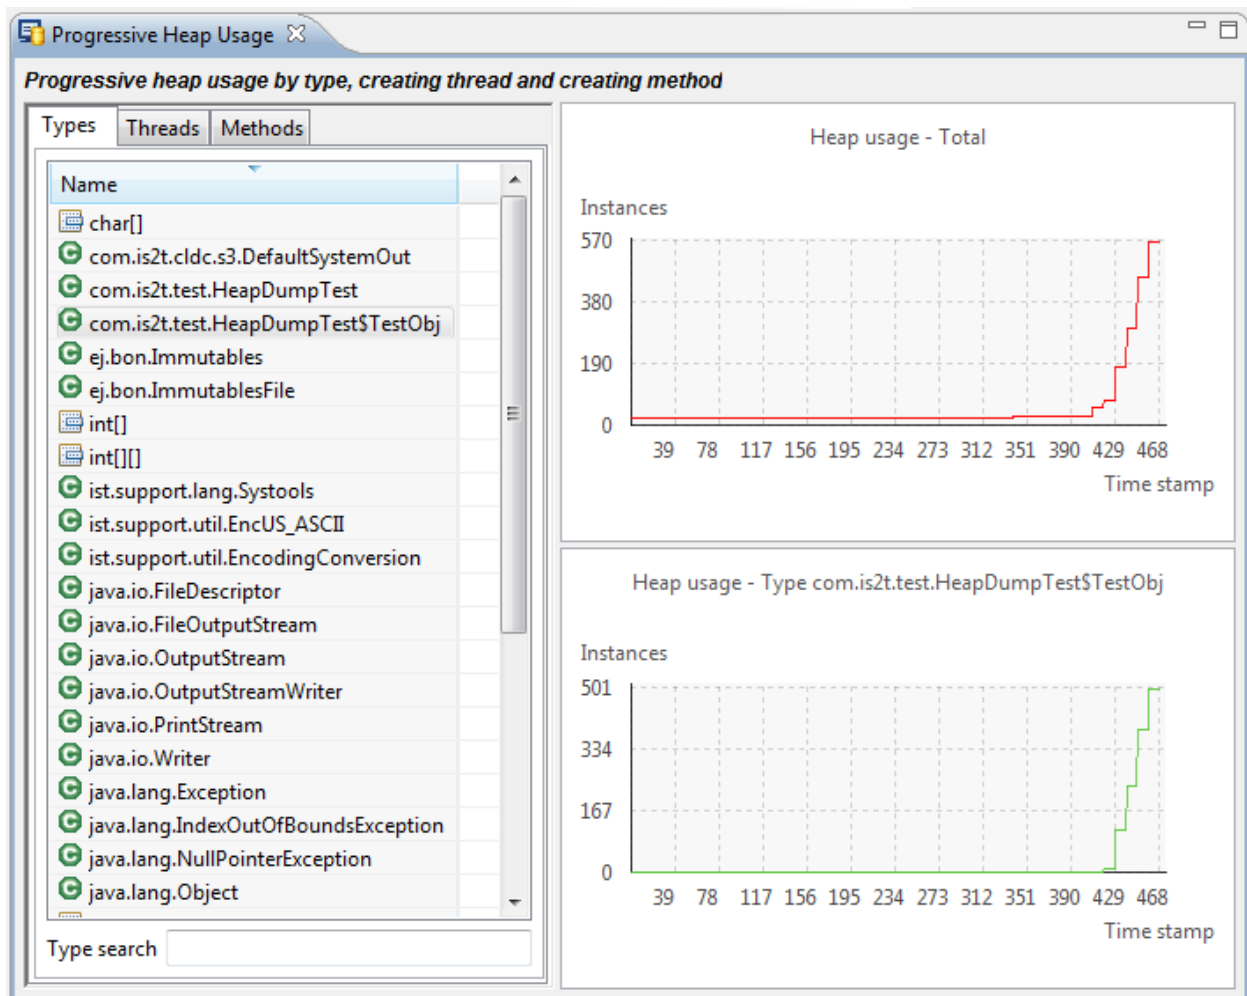 Progressive Heap Usage
Progressive heap usage by type, creating thread and creating method
Types Threads Methods
Name
char[]
com.is2t.cldc.s3.DefaultSystemOut
com.is2t.test.HeapDumpTest
com.is2t.test.HeapDumpTest$TestObj
ej.bon.Immutables
ej.bon.ImmutablesFile
int[]
int[][]
ist.support.lang.Systools
ist.support.util.EncUS_ASCII
ist.support.util.EncodingConversion
java.io.FileDescriptor
java.io.FileOutputStream
java.io.OutputStream
java.io.OutputStreamWriter
java.io.PrintStream
java.io.Writer
java.lang.Exception
java.lang.IndexOutOfBoundsException
java.lang.NullPointerException
java.lang.Object
Type search
Heap usage - Total
Instances
570
380
190
0
39 78 117 156 195 234 273 312 351 390 429 468
Time stamp
Heap usage - Type com.is2t.test.HeapDumpTest$TestObj
Instances
501
334
167
0
39 78 117 156 195 234 273 312 351 390 429 468
Time stamp